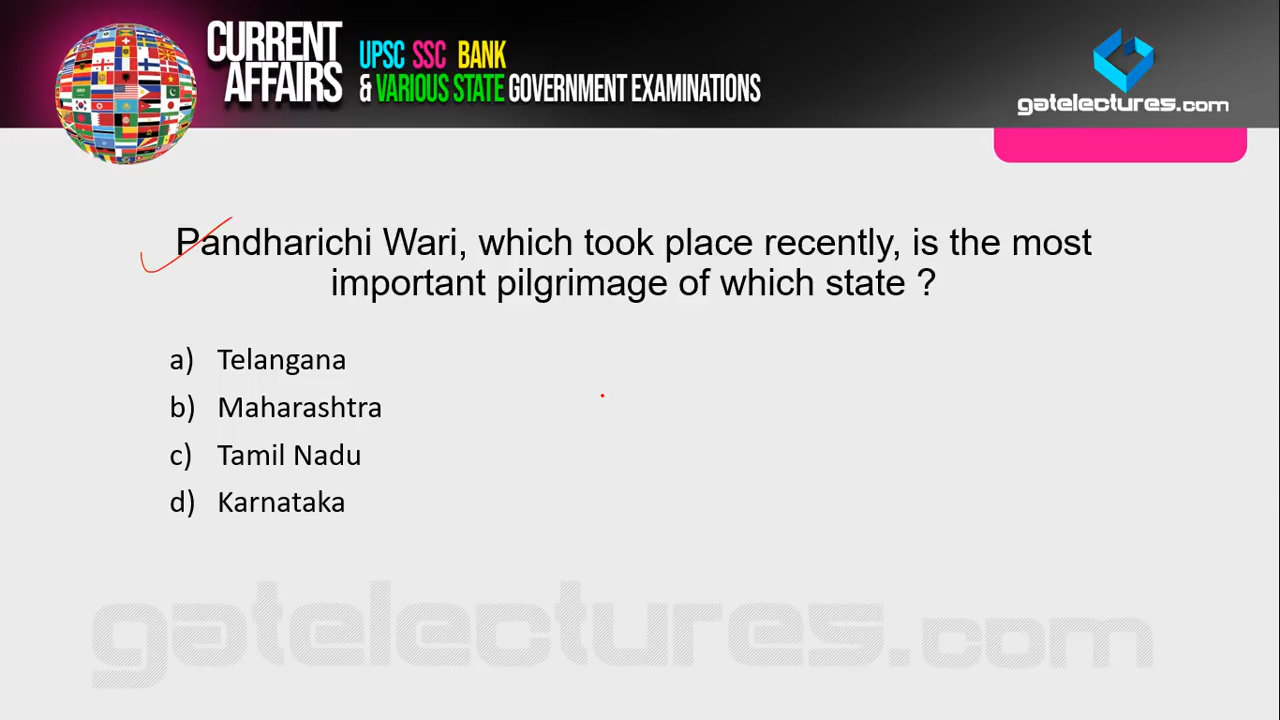 CURRENT
AFFAIRS
UPSC SSC BANK
& VARIOUS STATE GOVERNMENT EXAMINATIONS
gatelectures.com
Pandharichi Wari, which took place recently, is the most
important pilgrimage of which state ?
a) Telangana
b) Maharashtra
c) Tamil Nadu
d) Karnataka
gatelectures.com